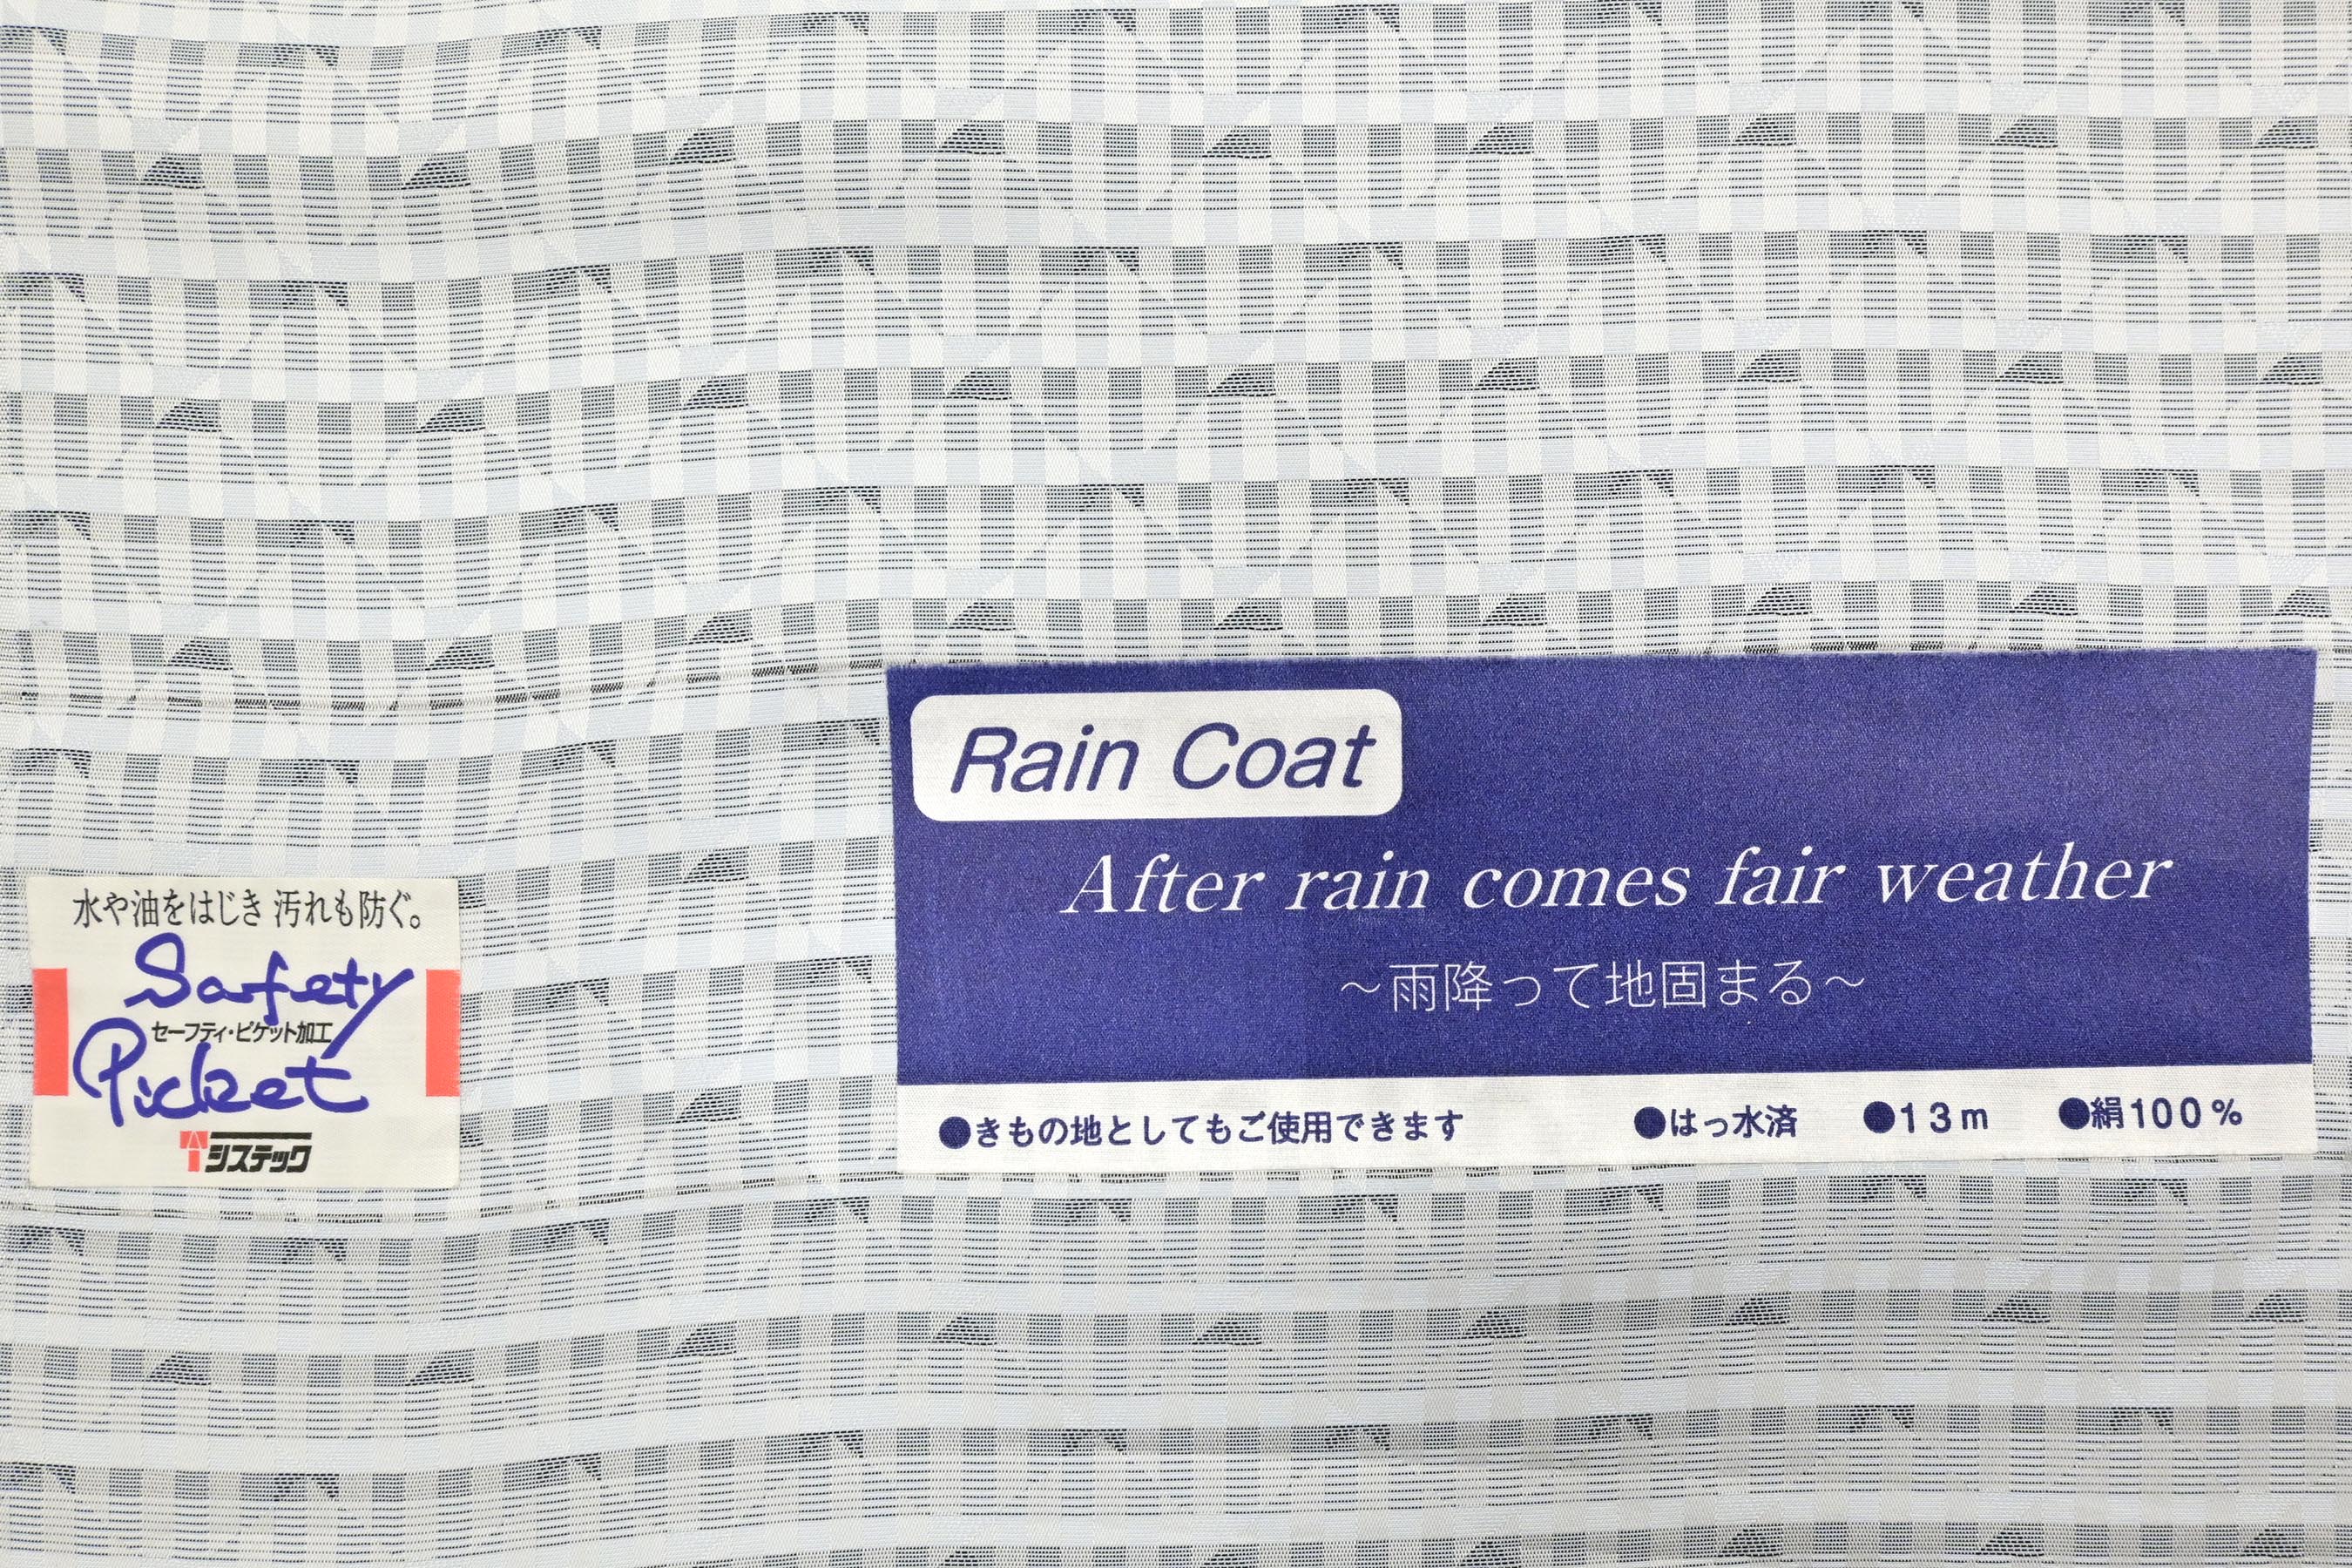 Rain Coat
After rain comes fair weather
～雨降って地固まる～
●きもの地としてもご使用できます ●はっ水済 ●13m ●絹100%
水や油をはじき 汚れも防ぐ。
Safety
セーフティ・ピケット加工
Picket
システック